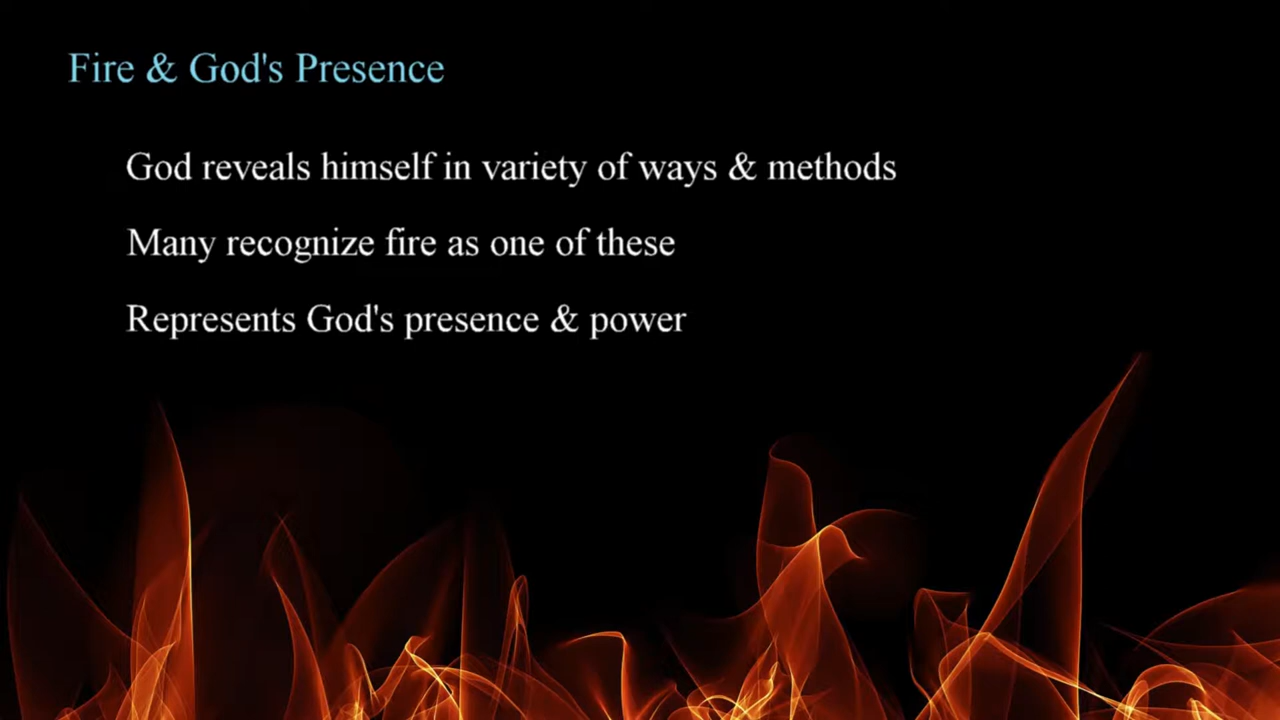 Fire & God's Presence
God reveals himself in variety of ways & methods
Many recognize fire as one of these
Represents God's presence & power